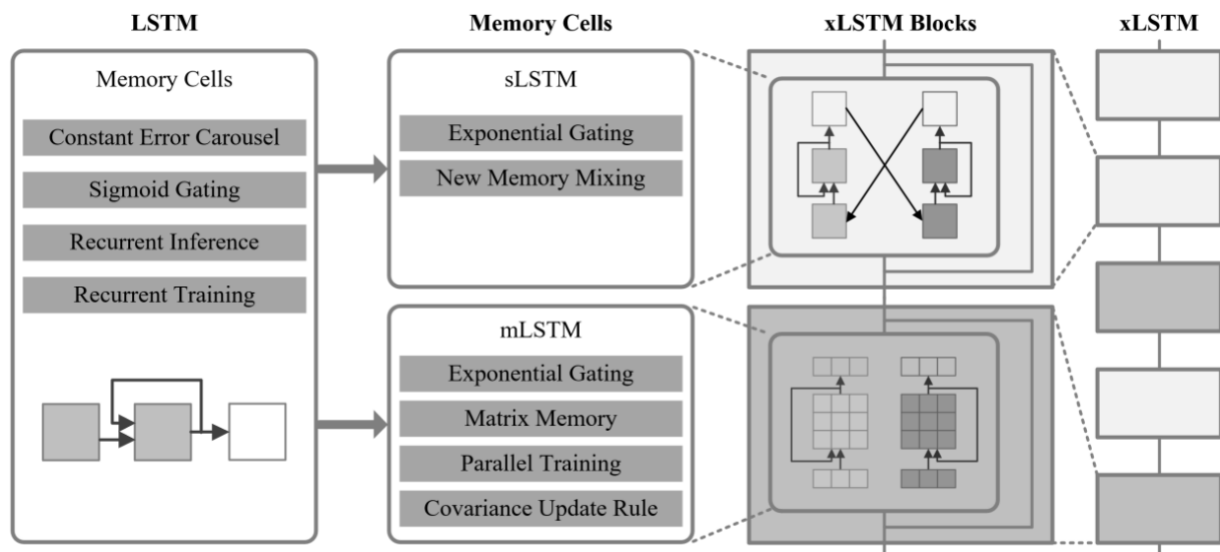 LSTM
Memory Cells
Constant Error Carousel
Sigmoid Gating
Recurrent Inference
Recurrent Training
Memory Cells
sLSTM
Exponential Gating
New Memory Mixing
mLSTM
Exponential Gating
Matrix Memory
Parallel Training
Covariance Update Rule
xLSTM Blocks
xLSTM